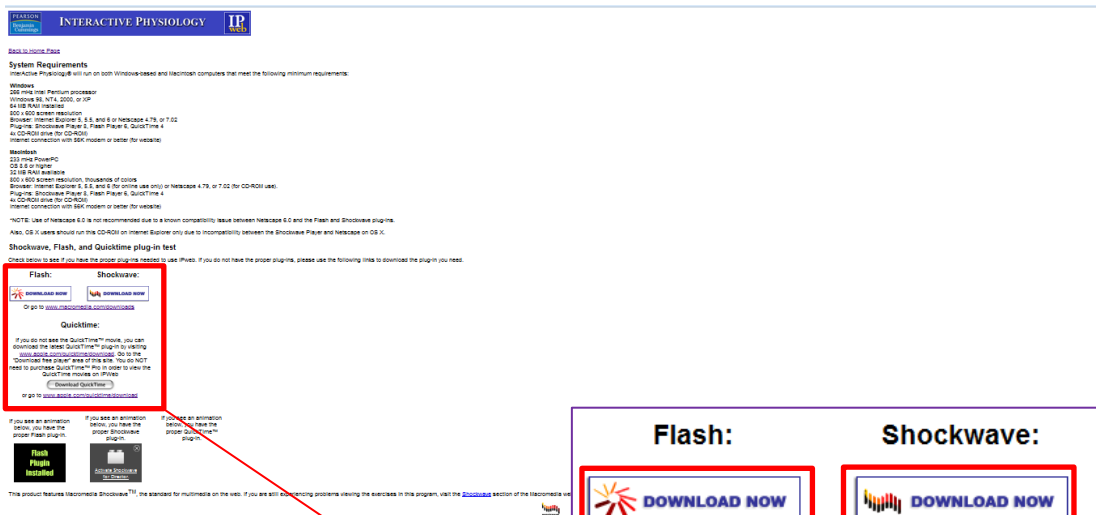 PEARSON
Benjamin
Cummings
INTERACTIVE PHYSIOLOGY
IP
web
Back to Home Page
System Requirements
InterActive Physiology® will run on both Windows-based and Macintosh computers that meet the following minimum requirements:
Windows
266 mHz Intel Pentium processor
Windows 98, NT4, 2000, or XP
64 MB RAM installed
800 x 600 screen resolution
Browser: Internet Explorer 5, 5.5, and 6 or Netscape 4.79, or 7.02
Plug-ins: Shockwave Player 8, Flash Player 6, QuickTime 4
4x CD-ROM drive (for CD-ROM)
Internet connection with 56K modem or better (for website)
Macintosh
233 mHz PowerPC
OS 8.6 or higher
32 MB RAM available
800 x 600 screen resolution, thousands of colors
Browser: Internet Explorer 5, 5.5, and 6 (for online use only) or Netscape 4.79, or 7.02 (for CD-ROM use).
Plug-ins: Shockwave Player 8, Flash Player 6, QuickTime 4
4x CD-ROM drive (for CD-ROM)
Internet connection with 56K modem or better (for website)
*NOTE: Use of Netscape 6.0 is not recommended due to a known compatibility issue between Netscape 6.0 and the Flash and Shockwave plug-ins.
Also, OS X users should run this CD-ROM on Internet Explorer only due to incompatibility between the Shockwave Player and Netscape on OS X.
Shockwave, Flash, and Quicktime plug-in test
Check below to see if you have the proper plug-ins needed to use IPweb. If you do not have the proper plug-ins, please use the following links to download the plug-in you need.
Flash: Shockwave:
DOWNLOAD NOW DOWNLOAD NOW
Or go to www.macromedia.com/downloads
Quicktime:
If you do not see the QuickTime™ movie, you can
download the latest QuickTime™ plug-in by visiting
www.apple.com/quicktime/download. Go to the
"Download free player" area of this site. You do NOT
need to purchase QuickTime™ Pro in order to view the
QuickTime movies on IPWeb
Download QuickTime
or go to www.apple.com/quicktime/download
If you see an animation
below, you have the
proper Flash plug-in.
If you see an animation
below, you have the
proper Shockwave
plug-in.
If you see an animation
below, you have the
proper QuickTime™
plug-in.
Flash
Plugin
Installed
Activate Shockwave
for Director.
This product features Macromedia Shockwave™, the standard for multimedia on the web. If you are still experiencing problems viewing the exercises in this program, visit the Shockwave section of the Macromedia we
Flash: Shockwave:
DOWNLOAD NOW DOWNLOAD NOW